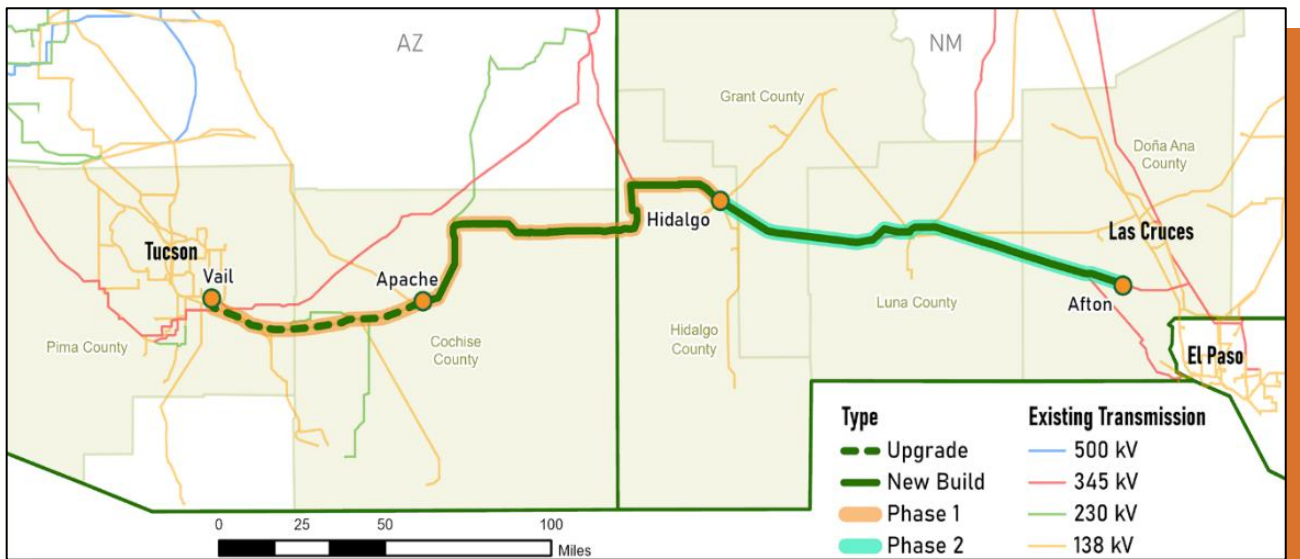 AZ
NM
Grant County
Doña Ana
County
Hidalgo
Las Cruces
Tucson
Vail
Apache
Afton
Luna County
Pima County
Cochise
County
Hidalgo
County
El Paso
Type
Upgrade
New Build
Phase 1
Phase 2
Existing Transmission
500 kV
345 kV
230 kV
138 kV
0 25 50 100
Miles